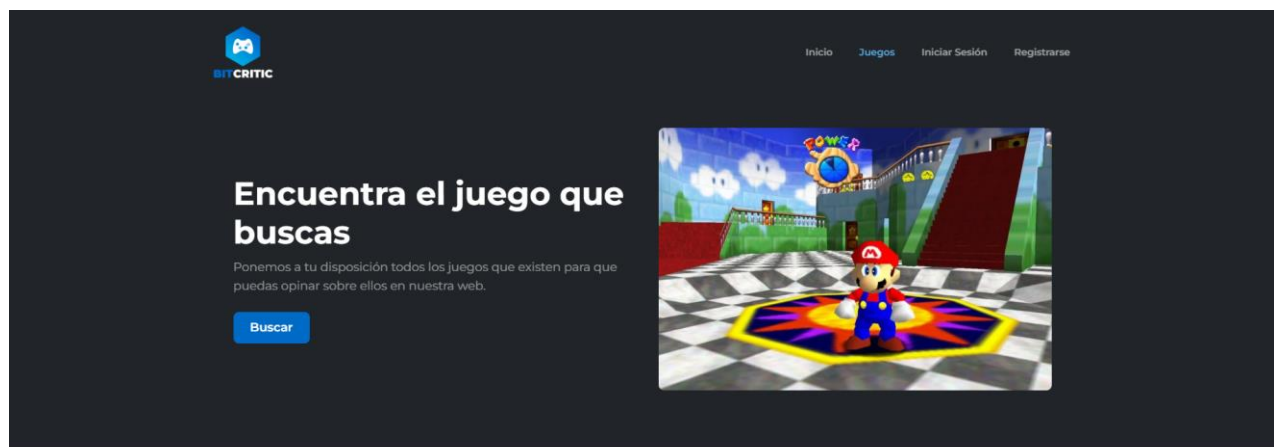 BITCRITIC
Inicio
Juegos
Iniciar Sesión
Registrarse
POWER
Encuentra el juego que
buscas
Ponemos a tu disposición todos los juegos que existen para que
puedas opinar sobre ellos en nuestra web.
Buscar